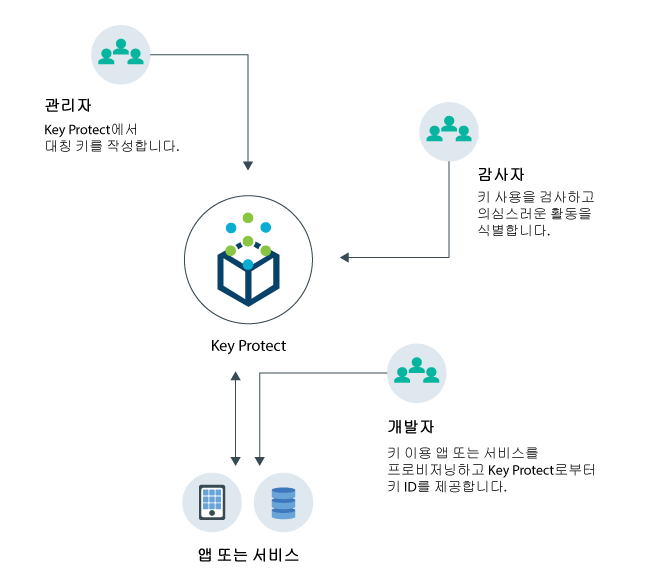 관리자
Key Protect에서
대칭 키를 작성합니다.
감사자
키 사용을 검사하고
의심스러운 활동을
식별합니다.
Key Protect
개발자
키 이용 앱 또는 서비스를
프로비저닝하고 Key Protect로부터
키 ID를 제공합니다.
앱 또는 서비스